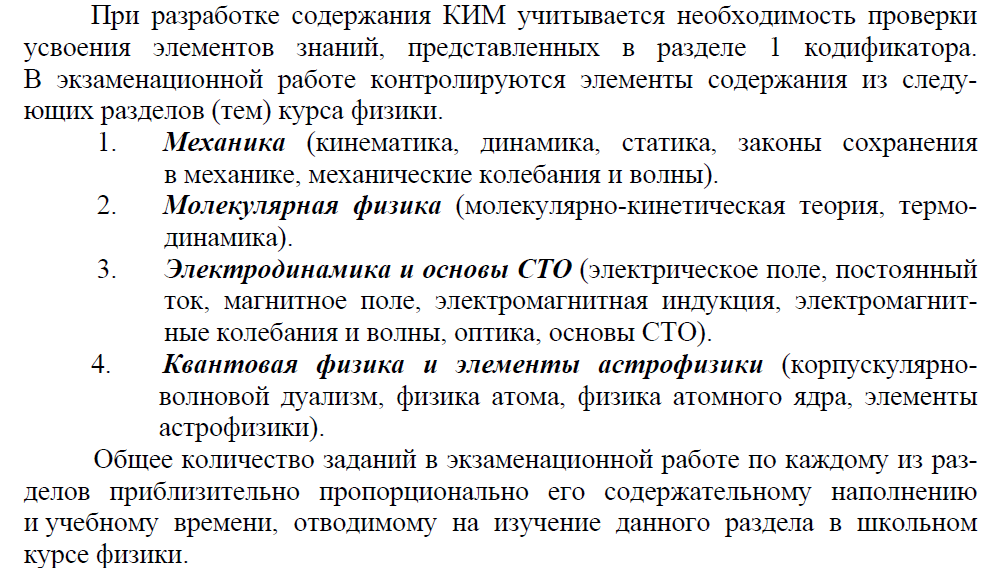 При разработке содержания КИМ учитывается необходимость проверки
усвоения элементов знаний, представленных в разделе 1 кодификатора.
В экзаменационной работе контролируются элементы содержания из следу-
ющих разделов (тем) курса физики.
1. Механика (кинематика, динамика, статика, законы сохранения
в механике, механические колебания и волны).
2. Молекулярная физика (молекулярно-кинетическая теория, термо-
динамика).
3. Электродинамика и основы СТО (электрическое поле, постоянный
ток, магнитное поле, электромагнитная индукция, электромагнит-
ные колебания и волны, оптика, основы СТО).
4. Квантовая физика и элементы астрофизики (корпускулярно-
волновой дуализм, физика атома, физика атомного ядра, элементы
астрофизики).
Общее количество заданий в экзаменационной работе по каждому из раз-
делов приблизительно пропорционально его содержательному наполнению
и учебному времени, отводимому на изучение данного раздела в школьном
курсе физики.